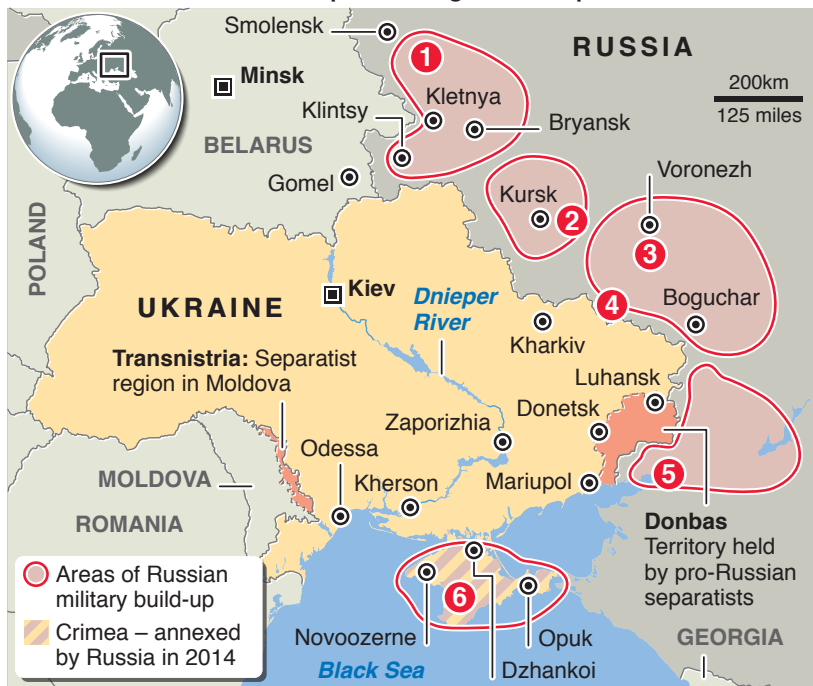 Smolensk
RUSSIA
1
Minsk
200km
125 miles
Kletnya
Klintsy
Bryansk
BELARUS
Voronezh
Gomel
Kursk
2
POLAND
3
Kiev
Dnieper
River
4
Boguchar
UKRAINE
Kharkiv
Transnistria: Separatist
region in Moldova
Luhansk
Donetsk
Zaporizhia
Odessa
5
MOLDOVA
Kherson
Mariupol
ROMANIA
Donbas
Territory held
by pro-Russian
separatists
Areas of Russian
military build-up
6
Crimea – annexed
by Russia in 2014
Novoozerne
Opuk
GEORGIA
Black Sea
Dzhankoi